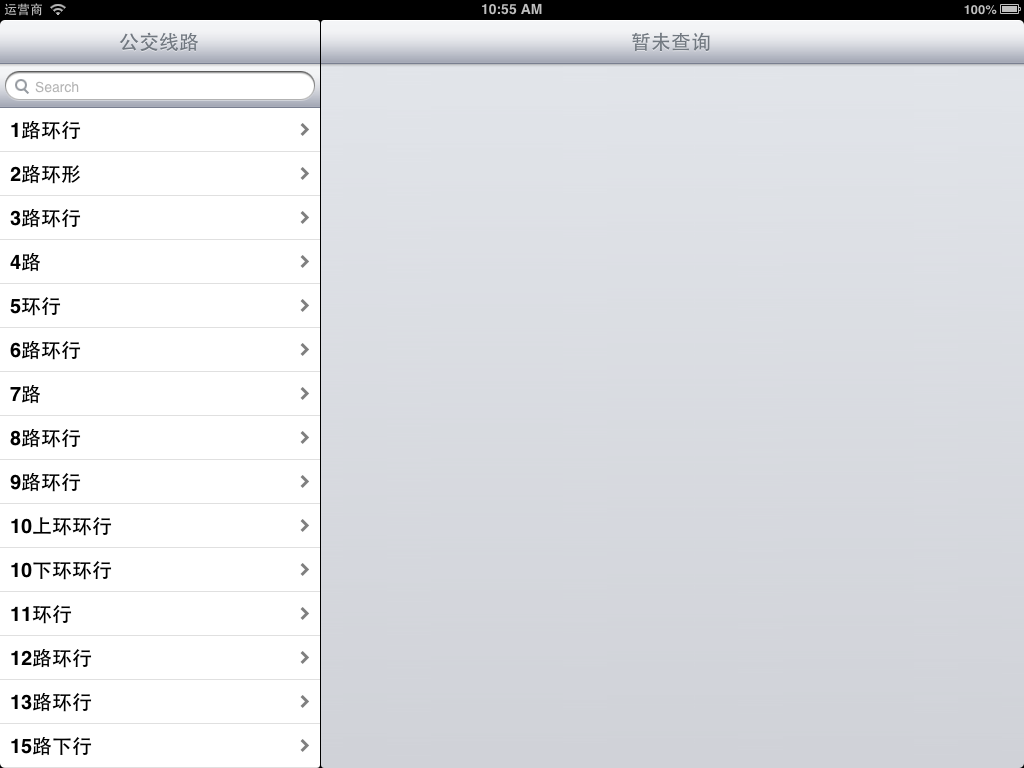 运营商 10:55 AM 100%
公交线路 暂未查询
Search
1路环行
2路环形
3路环行
4路
5环行
6路环行
7路
8路环行
9路环行
10上环环行
10下环环行
11环行
12路环行
13路环行
15路下行